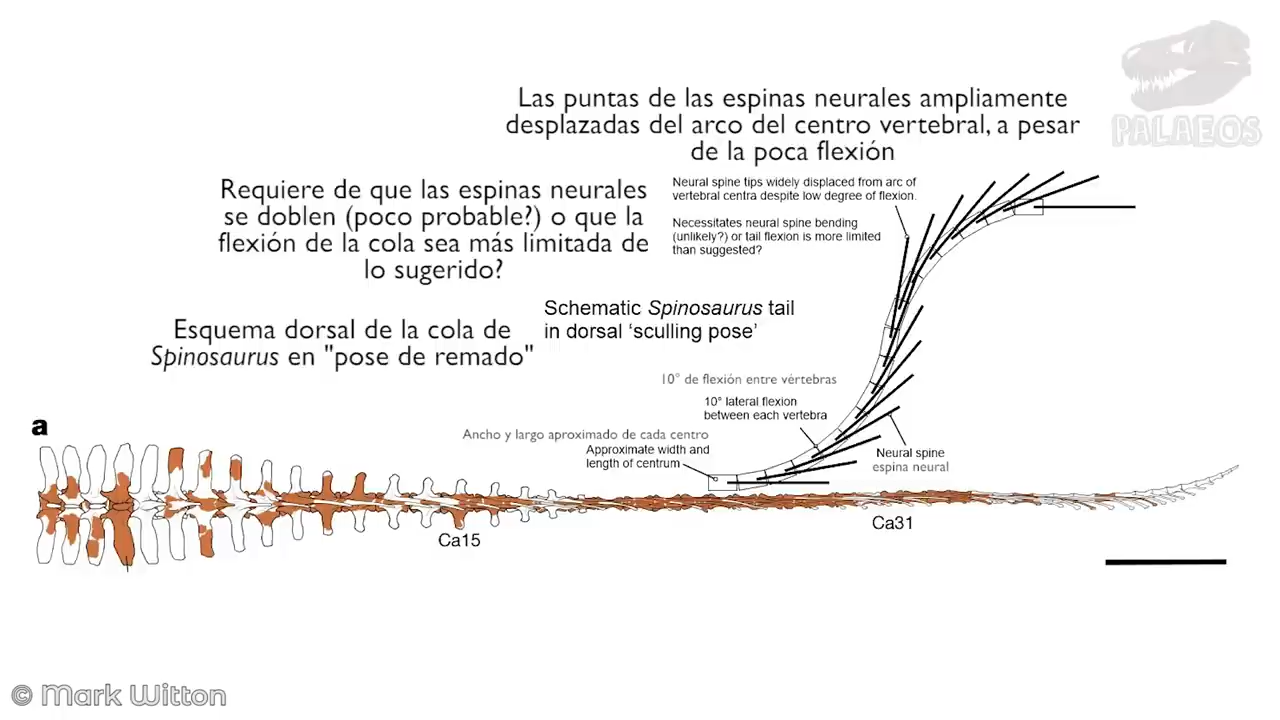 PALAEOS
Las puntas de las espinas neurales ampliamente
desplazadas del arco del centro vertebral, a pesar
de la poca flexión
Neural spine tips widely displaced from arc of
vertebral centra despite low degree of flexion.
Necessitates neural spine bending
(unlikely?) or tail flexion is more limited
than suggested?
Requiere de que las espinas neurales
se doblen (poco probable?) o que la
flexión de la cola sea más limitada de
lo sugerido?
Schematic Spinosaurus tail
in dorsal ‘sculling pose’
Esquema dorsal de la cola de
Spinosaurus en "pose de remado"
10° de flexión entre vértebras
10° lateral flexion
between each vertebra
Ancho y largo aproximado de cada centro
Approximate width and
length of centrum
Neural spine
espina neural
a
Ca15
Ca31
© Mark Witton